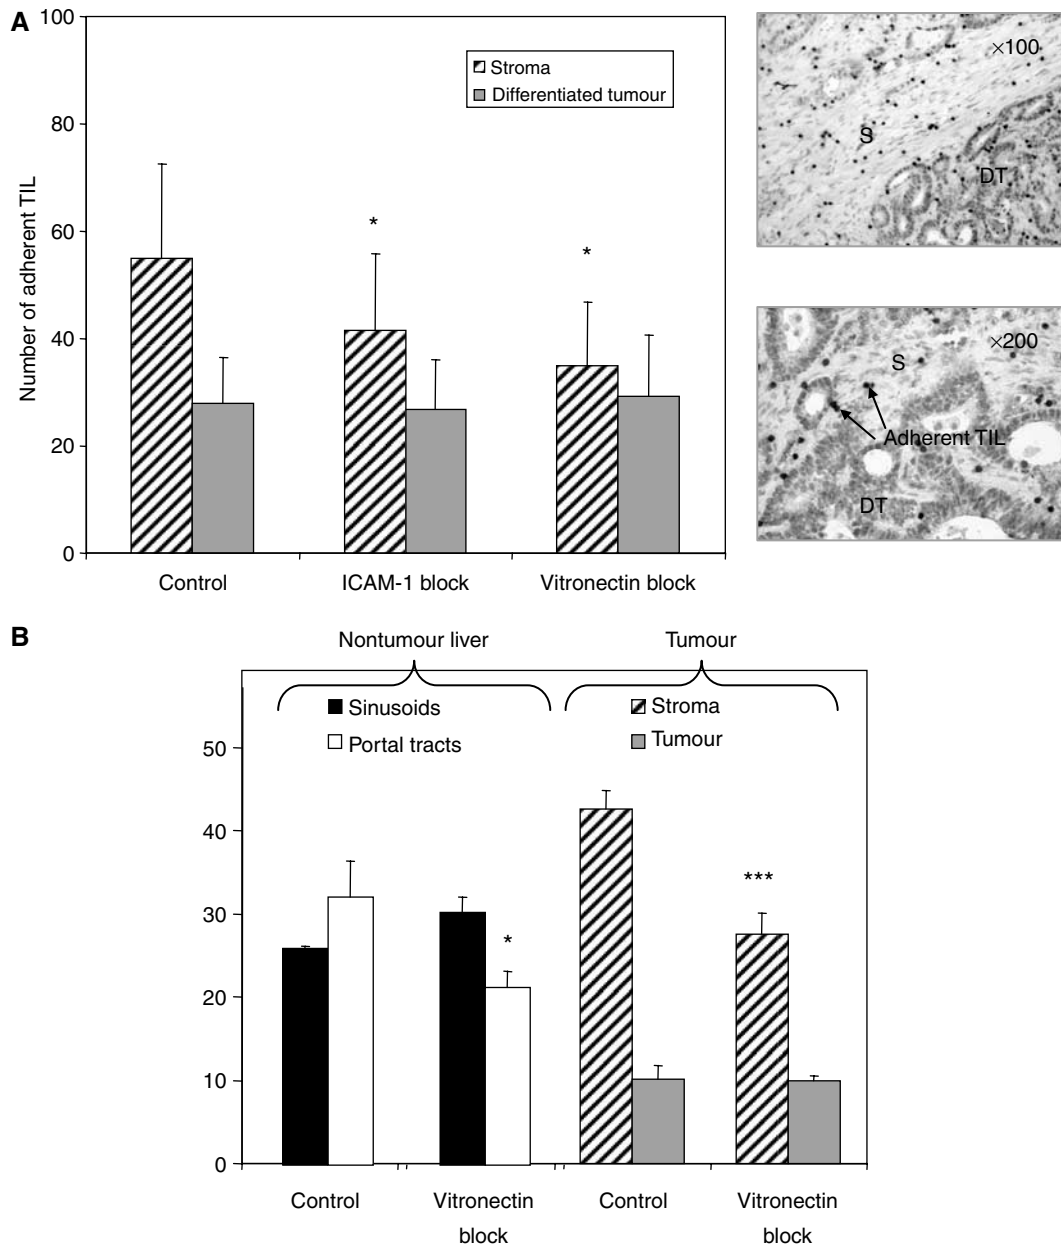 A
100
80
60
40
20
0
Number of adherent TIL
Stroma
Differentiated tumour
*
*
Control
ICAM-1 block
Vitronectin block
×100
S
DT
×200
S
Adherent TIL
DT
B
Nontumour liver
Tumour
Sinusoids
Portal tracts
Stroma
Tumour
50
40
30
20
10
0
*
***
Control
Vitronectin
block
Control
Vitronectin
block